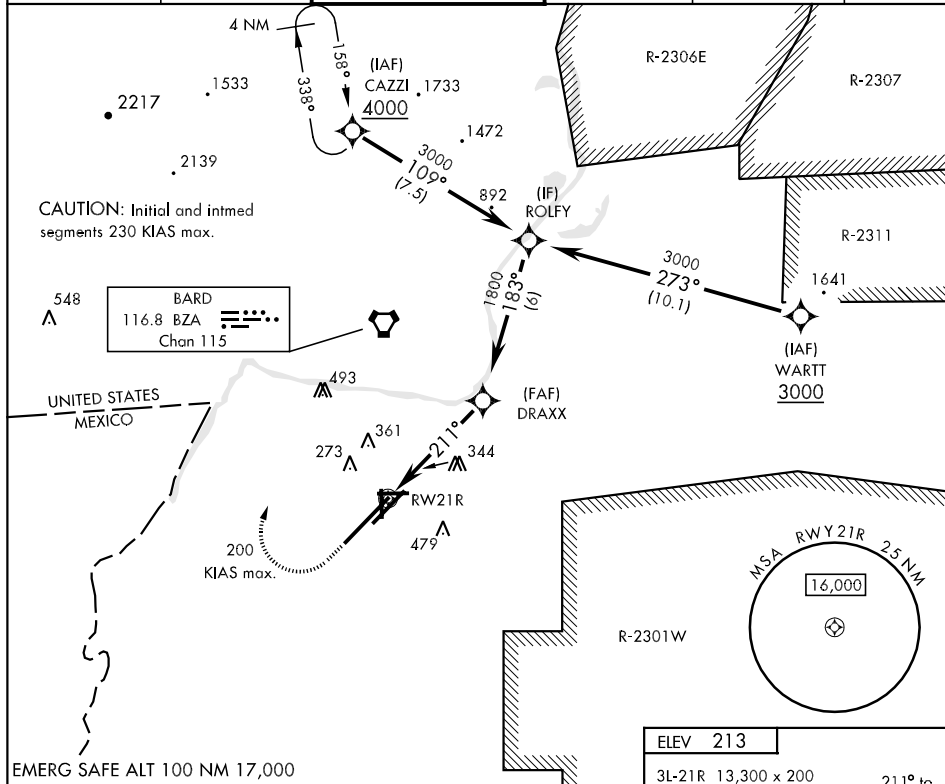 4 NM
158°
338°
(IAF)
CAZZI
4000
1533
2217
2139
1733
1472
R-2306E
R-2307
3000
109°
(7.5)
892
(IF)
ROLFY
CAUTION: Initial and intmed
segments 230 KIAS max.
R-2311
3000
273°
(10.1)
1641
(IAF)
WARTT
3000
548
BARD
116.8 BZA
Chan 115
1800
183°
(6)
493
UNITED STATES
MEXICO
(FAF)
DRAXX
211°
361
273
344
RW21R
479
200
KIAS max.
MSA RWY 21R 25 NM
16,000
R-2301W
EMERG SAFE ALT 100 NM 17,000
ELEV 213
3L-21R 13,300 x 200
211° to